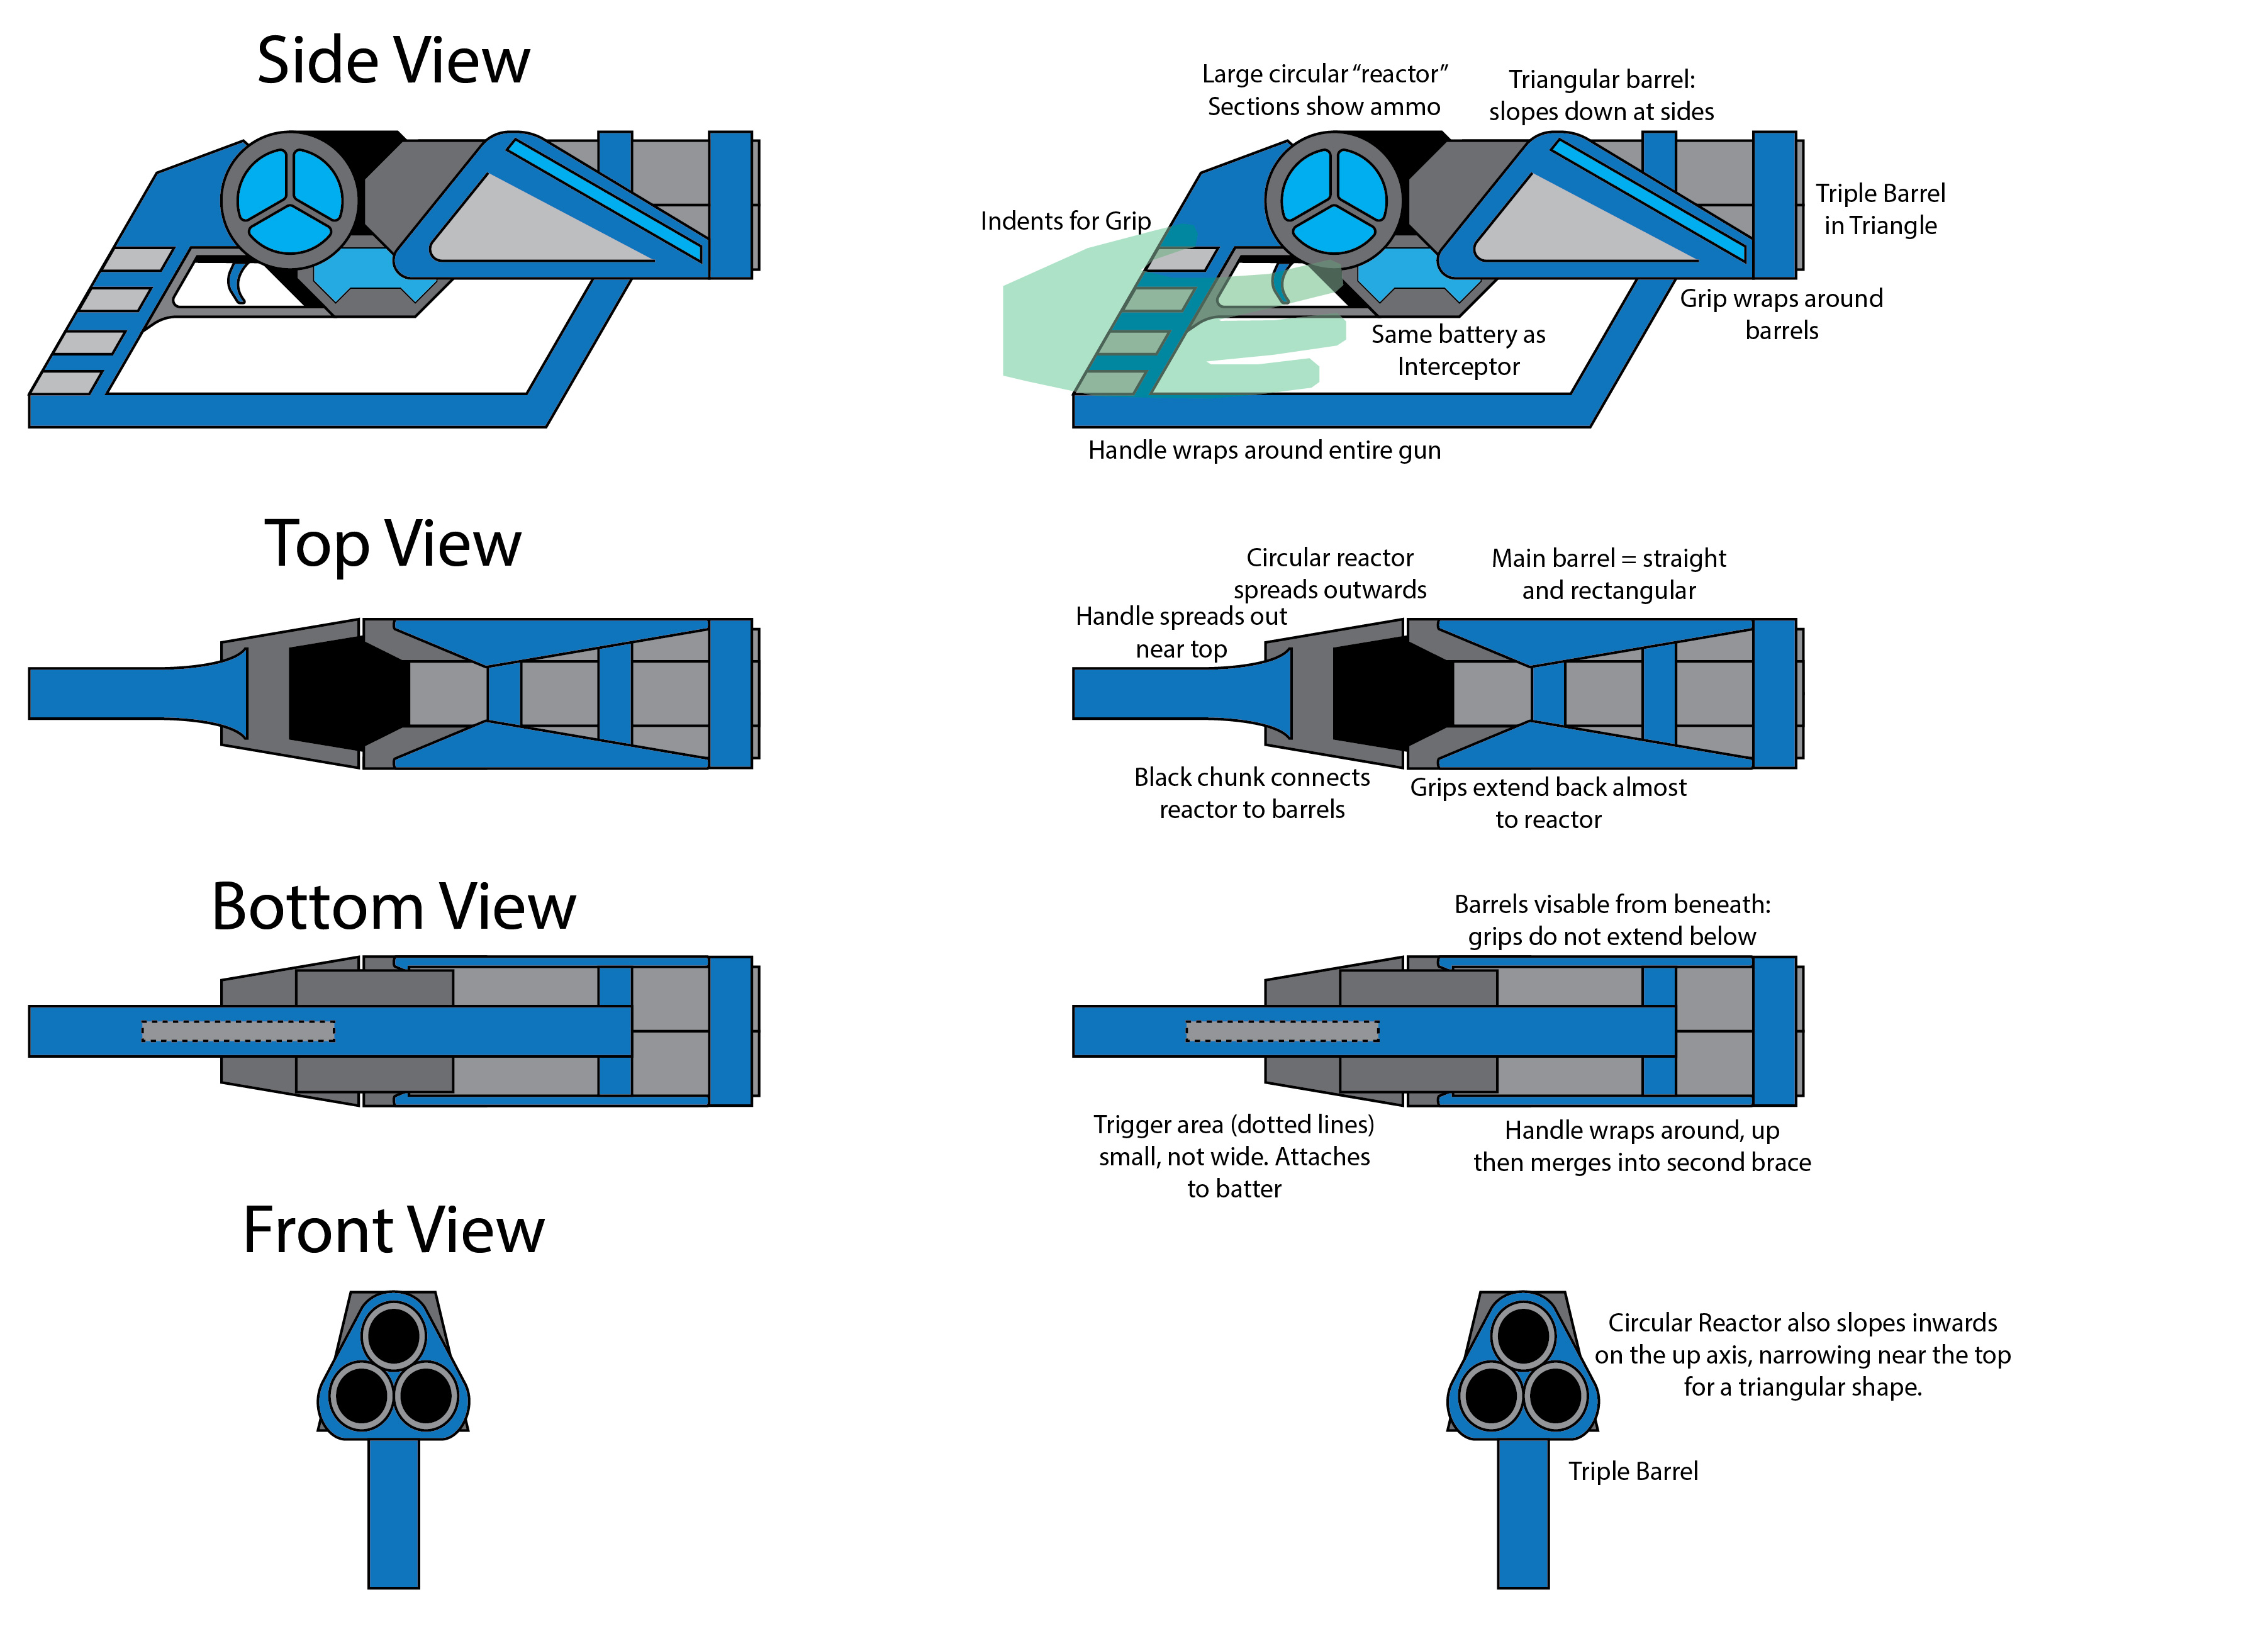 Side View
Large circular “reactor”
Sections show ammo
Triangular barrel:
slopes down at sides
Indents for Grip
Triple Barrel
in Triangle
Grip wraps around
barrels
Same battery as
Interceptor
Handle wraps around entire gun
Top View
Circular reactor
spreads outwards
Main barrel = straight
and rectangular
Handle spreads out
near top
Black chunk connects
reactor to barrels
Grips extend back almost
to reactor
Bottom View
Barrels visable from beneath:
grips do not extend below
Trigger area (dotted lines)
small, not wide. Attaches
to batter
Handle wraps around, up
then merges into second brace
Front View
Circular Reactor also slopes inwards
on the up axis, narrowing near the top
for a triangular shape.
Triple Barrel